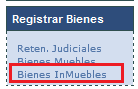 Registrar Bienes
Reten. Judiciales
Bienes Muebles
Bienes InMuebles